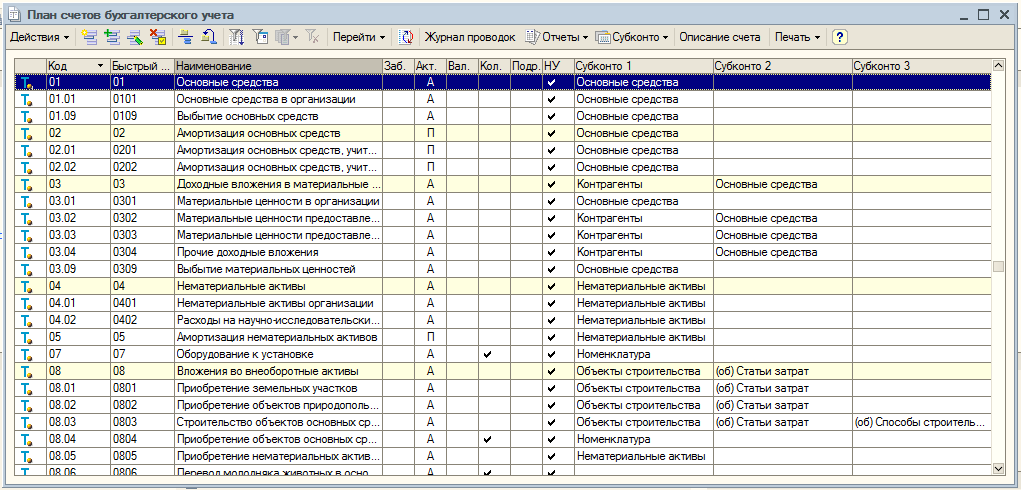 План счетов бухгалтерского учета
Действия Перейти Журнал проводок Отчеты Субконто Описание счета Печать ?
Код Быстрый ... Наименование Заб. Акт. Вал. Кол. Подр. НУ Субконто 1 Субконто 2 Субконто 3
01 01 Основные средства А Основные средства
01.01 0101 Основные средства в организации А Основные средства
01.09 0109 Выбытие основных средств А Основные средства
02 02 Амортизация основных средств П Основные средства
02.01 0201 Амортизация основных средств, учит... П Основные средства
02.02 0202 Амортизация основных средств, учит... П Основные средства
03 03 Доходные вложения в материальные ... А Контрагенты Основные средства
03.01 0301 Материальные ценности в организации А Основные средства
03.02 0302 Материальные ценности предоставле... А Контрагенты Основные средства
03.03 0303 Материальные ценности предоставле... А Контрагенты Основные средства
03.04 0304 Прочие доходные вложения А Контрагенты Основные средства
03.09 0309 Выбытие материальных ценностей А Основные средства
04 04 Нематериальные активы А Нематериальные активы
04.01 0401 Нематериальные активы организации А Нематериальные активы
04.02 0402 Расходы на научно-исследовательски... А Нематериальные активы
05 05 Амортизация нематериальных активов П Нематериальные активы
07 07 Оборудование к установке А Номенклатура
08 08 Вложения во внеоборотные активы А Объекты строительства (об) Статьи затрат
08.01 0801 Приобретение земельных участков А Объекты строительства (об) Статьи затрат
08.02 0802 Приобретение объектов природополь... А Объекты строительства (об) Статьи затрат
08.03 0803 Строительство объектов основных ср... А Объекты строительства (об) Статьи затрат (об) Способы строитель...
08.04 0804 Приобретение объектов основных ср... А Номенклатура
08.05 0805 Приобретение нематериальных актив... А Нематериальные активы
08.06 0806 Перевод молодняка животных в осно... А